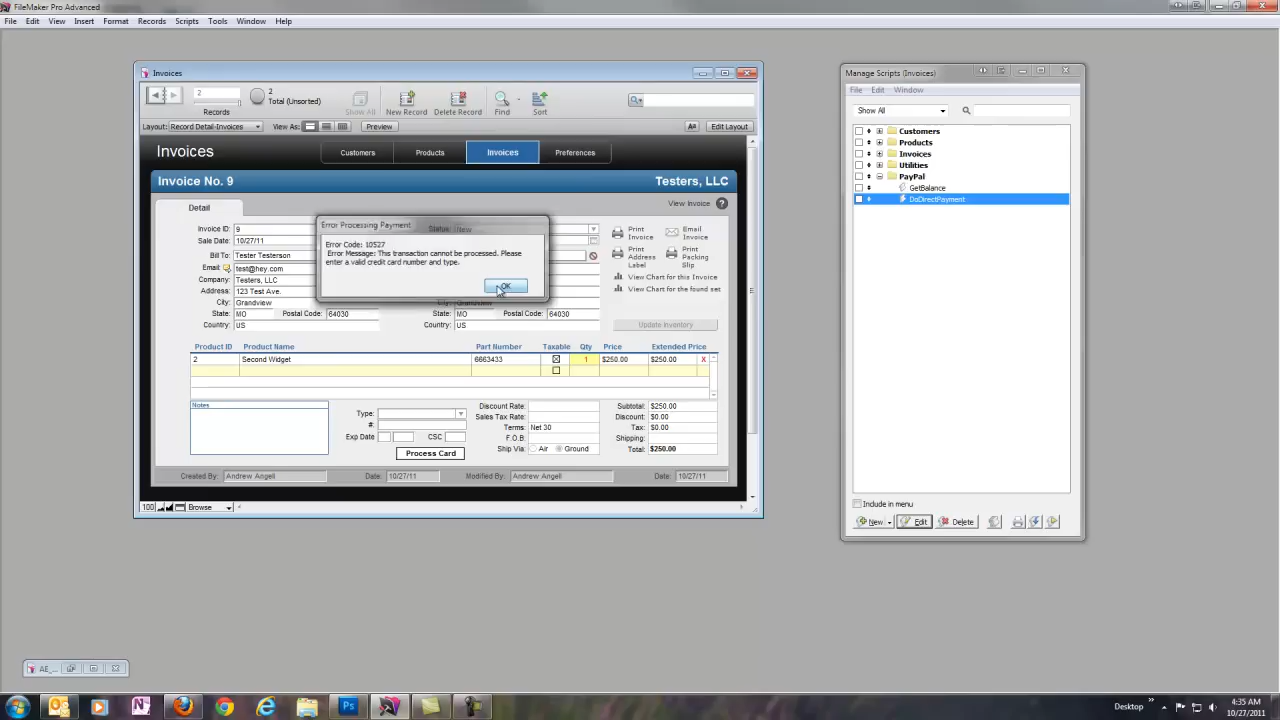 FileMaker Pro Advanced
File Edit View Insert Format Records Scripts Tools Window Help
Invoices
2
2
Total (Unsorted)
Records
Show All
New Record
Delete Record
Find
Sort
Layout: Record Detail-Invoices
View As:
Preview
Aa
Edit Layout
Invoices
Customers
Products
Invoices
Preferences
Invoice No. 9
Testers, LLC
Detail
View Invoice ?
Invoice ID: 9
Status: New
Sale Date: 10/27/11
Bill To: Tester Testerson
Email: test@hey.com
Company: Testers, LLC
Address: 123 Test Ave.
City: Grandview
City: Grandview
State: MO Postal Code: 64030
State: MO Postal Code: 64030
Country: US
Country: US
Error Processing Payment
Error Code: 10527
Error Message: This transaction cannot be processed. Please
enter a valid credit card number and type.
OK
Print Invoice
Email Invoice
Print Address Label
Print Packing Slip
View Chart for this Invoice
View Chart for the found set
Update Inventory
Product ID Product Name Part Number Taxable Qty Price Extended Price
2 Second Widget 6663433 1 $250.00 $250.00 X
Notes
Type:
#:
Exp Date CSC
Process Card
Discount Rate:
Sales Tax Rate:
Terms: Net 30
F.O.B.
Ship Via: Air Ground
Subtotal: $250.00
Discount: $0.00
Tax: $0.00
Shipping:
Total: $250.00
Created By: Andrew Angell Date: 10/27/11 Modified By: Andrew Angell Date: 10/27/11
100 Browse
Manage Scripts (Invoices)
File Edit Window
Show All
Customers
Products
Invoices
Utilities
PayPal
GetBalance
DoDirectPayment
Include in menu
New Edit Delete
AE_...
Desktop
4:35 AM
10/27/2011